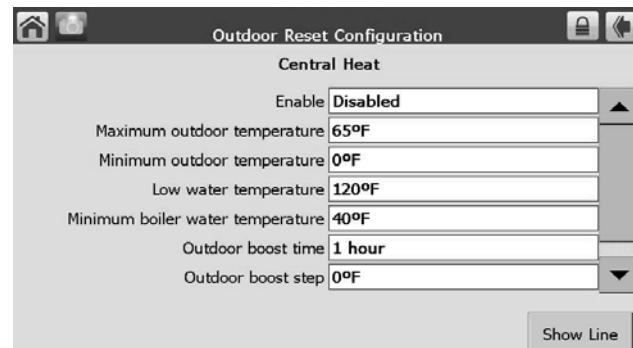 Outdoor Reset Configuration
Central Heat
Enable Disabled
Maximum outdoor temperature 65ºF
Minimum outdoor temperature 0ºF
Low water temperature 120ºF
Minimum boiler water temperature 40ºF
Outdoor boost time 1 hour
Outdoor boost step 0ºF
Show Line